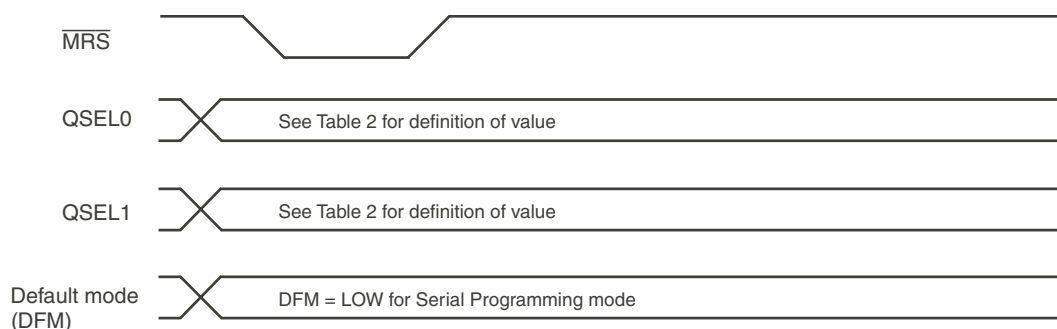 MRS
QSEL0
See Table 2 for definition of value
QSEL1
See Table 2 for definition of value
Default mode
(DFM)
DFM = LOW for Serial Programming mode